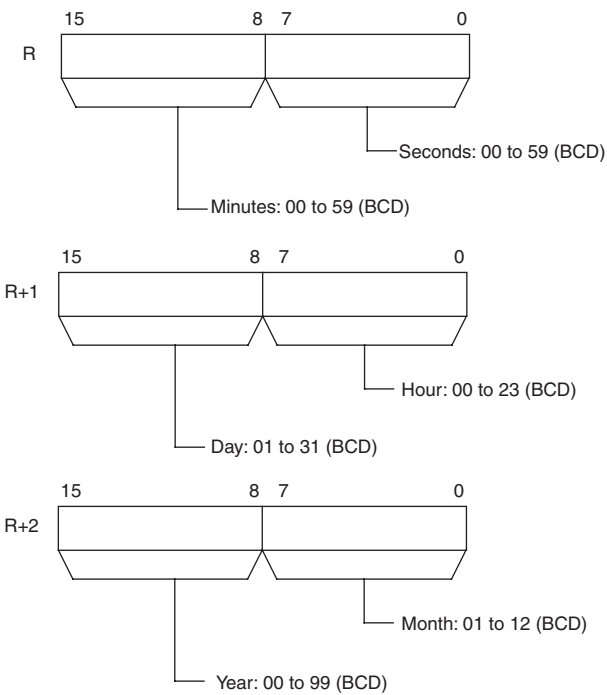 15 8 7 0
R
Seconds: 00 to 59 (BCD)
Minutes: 00 to 59 (BCD)
15 8 7 0
R+1
Hour: 00 to 23 (BCD)
Day: 01 to 31 (BCD)
15 8 7 0
R+2
Month: 01 to 12 (BCD)
Year: 00 to 99 (BCD)